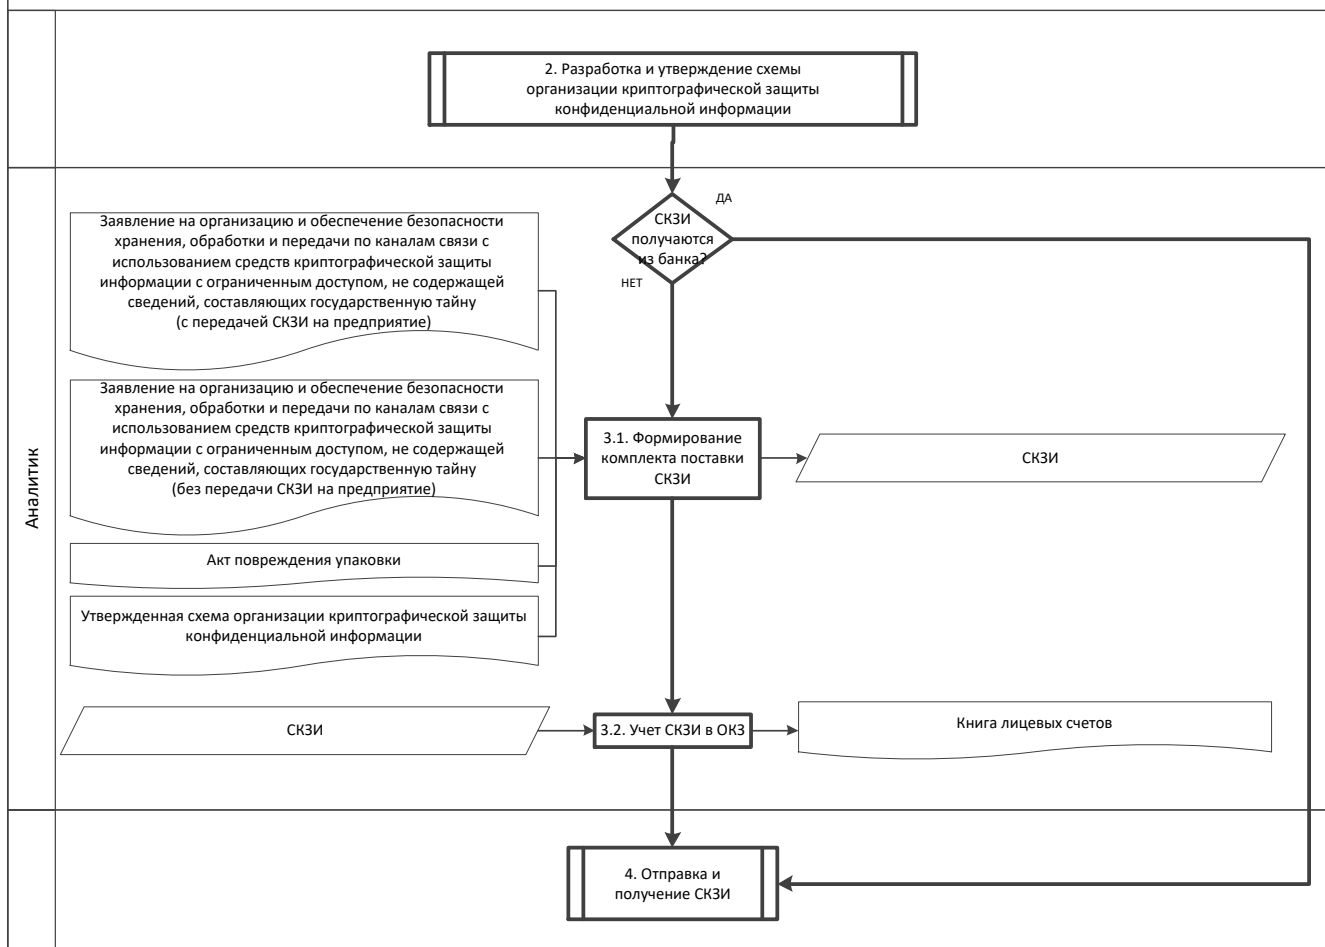 2. Разработка и утверждение схемы
организации криптографической защиты
конфиденциальной информации
ДА
СКЗИ
получаются
из банка?
НЕТ
Заявление на организацию и обеспечение безопасности
хранения, обработки и передачи по каналам связи с
использованием средств криптографической защиты
информации с ограниченным доступом, не содержащей
сведений, составляющих государственную тайну
(с передачей СКЗИ на предприятие)
Заявление на организацию и обеспечение безопасности
хранения, обработки и передачи по каналам связи с
использованием средств криптографической защиты
информации с ограниченным доступом, не содержащей
сведений, составляющих государственную тайну
(без передачи СКЗИ на предприятие)
3.1. Формирование
комплекта поставки
СКЗИ
СКЗИ
Аналитик
Акт повреждения упаковки
Утвержденная схема организации криптографической защиты
конфиденциальной информации
СКЗИ
3.2. Учет СКЗИ в ОКЗ
Книга лицевых счетов
4. Отправка и
получение СКЗИ